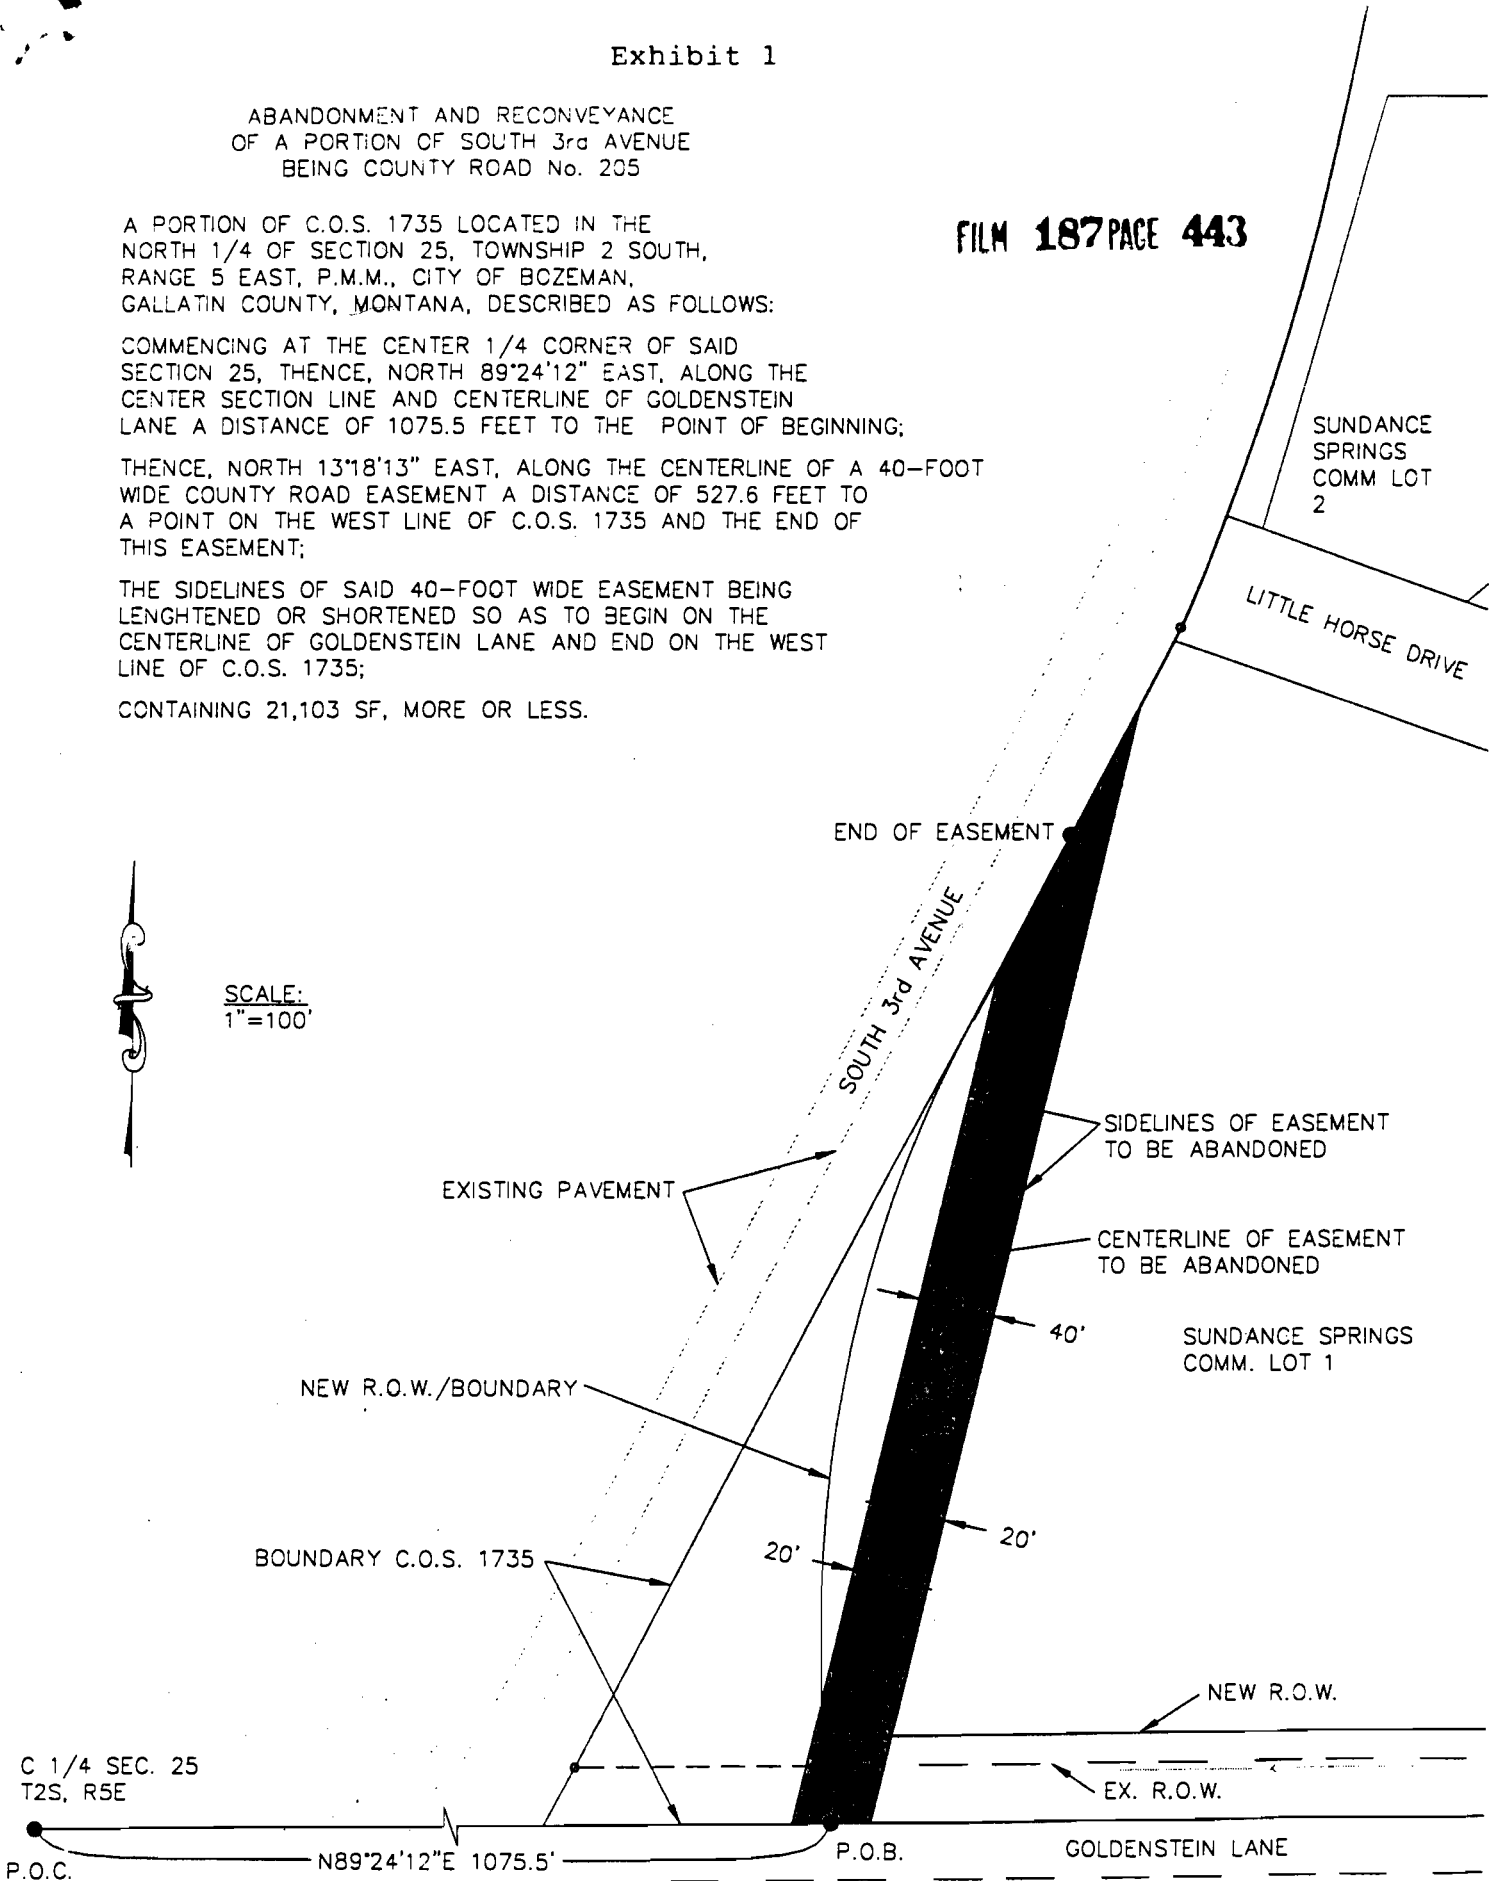 Exhibit 1
ABANDONMENT AND RECONVEYANCE
OF A PORTION OF SOUTH 3rd AVENUE
BEING COUNTY ROAD No. 205
A PORTION OF C.O.S. 1735 LOCATED IN THE
NORTH 1/4 OF SECTION 25, TOWNSHIP 2 SOUTH,
RANGE 5 EAST, P.M.M., CITY OF BOZEMAN,
GALLATIN COUNTY, MONTANA, DESCRIBED AS FOLLOWS:
FILM 187 PAGE 443
COMMENCING AT THE CENTER 1/4 CORNER OF SAID
SECTION 25, THENCE, NORTH 89°24'12" EAST, ALONG THE
CENTER SECTION LINE AND CENTERLINE OF GOLDENSTEIN
LANE A DISTANCE OF 1075.5 FEET TO THE POINT OF BEGINNING;
THENCE, NORTH 13°18'13" EAST, ALONG THE CENTERLINE OF A 40-FOOT
WIDE COUNTY ROAD EASEMENT A DISTANCE OF 527.6 FEET TO
A POINT ON THE WEST LINE OF C.O.S. 1735 AND THE END OF
THIS EASEMENT;
THE SIDELINES OF SAID 40-FOOT WIDE EASEMENT BEING
LENGHTENED OR SHORTENED SO AS TO BEGIN ON THE
CENTERLINE OF GOLDENSTEIN LANE AND END ON THE WEST
LINE OF C.O.S. 1735;
CONTAINING 21,103 SF, MORE OR LESS.
SUNDANCE
SPRINGS
COMM LOT
2
LITTLE HORSE DRIVE
END OF EASEMENT
SOUTH 3rd AVENUE
SCALE:
1"=100'
SIDELINES OF EASEMENT
TO BE ABANDONED
EXISTING PAVEMENT
CENTERLINE OF EASEMENT
TO BE ABANDONED
40'
SUNDANCE SPRINGS
COMM. LOT 1
NEW R.O.W./BOUNDARY
20'
20'
BOUNDARY C.O.S. 1735
NEW R.O.W.
C 1/4 SEC. 25
T2S, R5E
EX. R.O.W.
P.O.C.
N89°24'12"E 1075.5'
P.O.B.
GOLDENSTEIN LANE